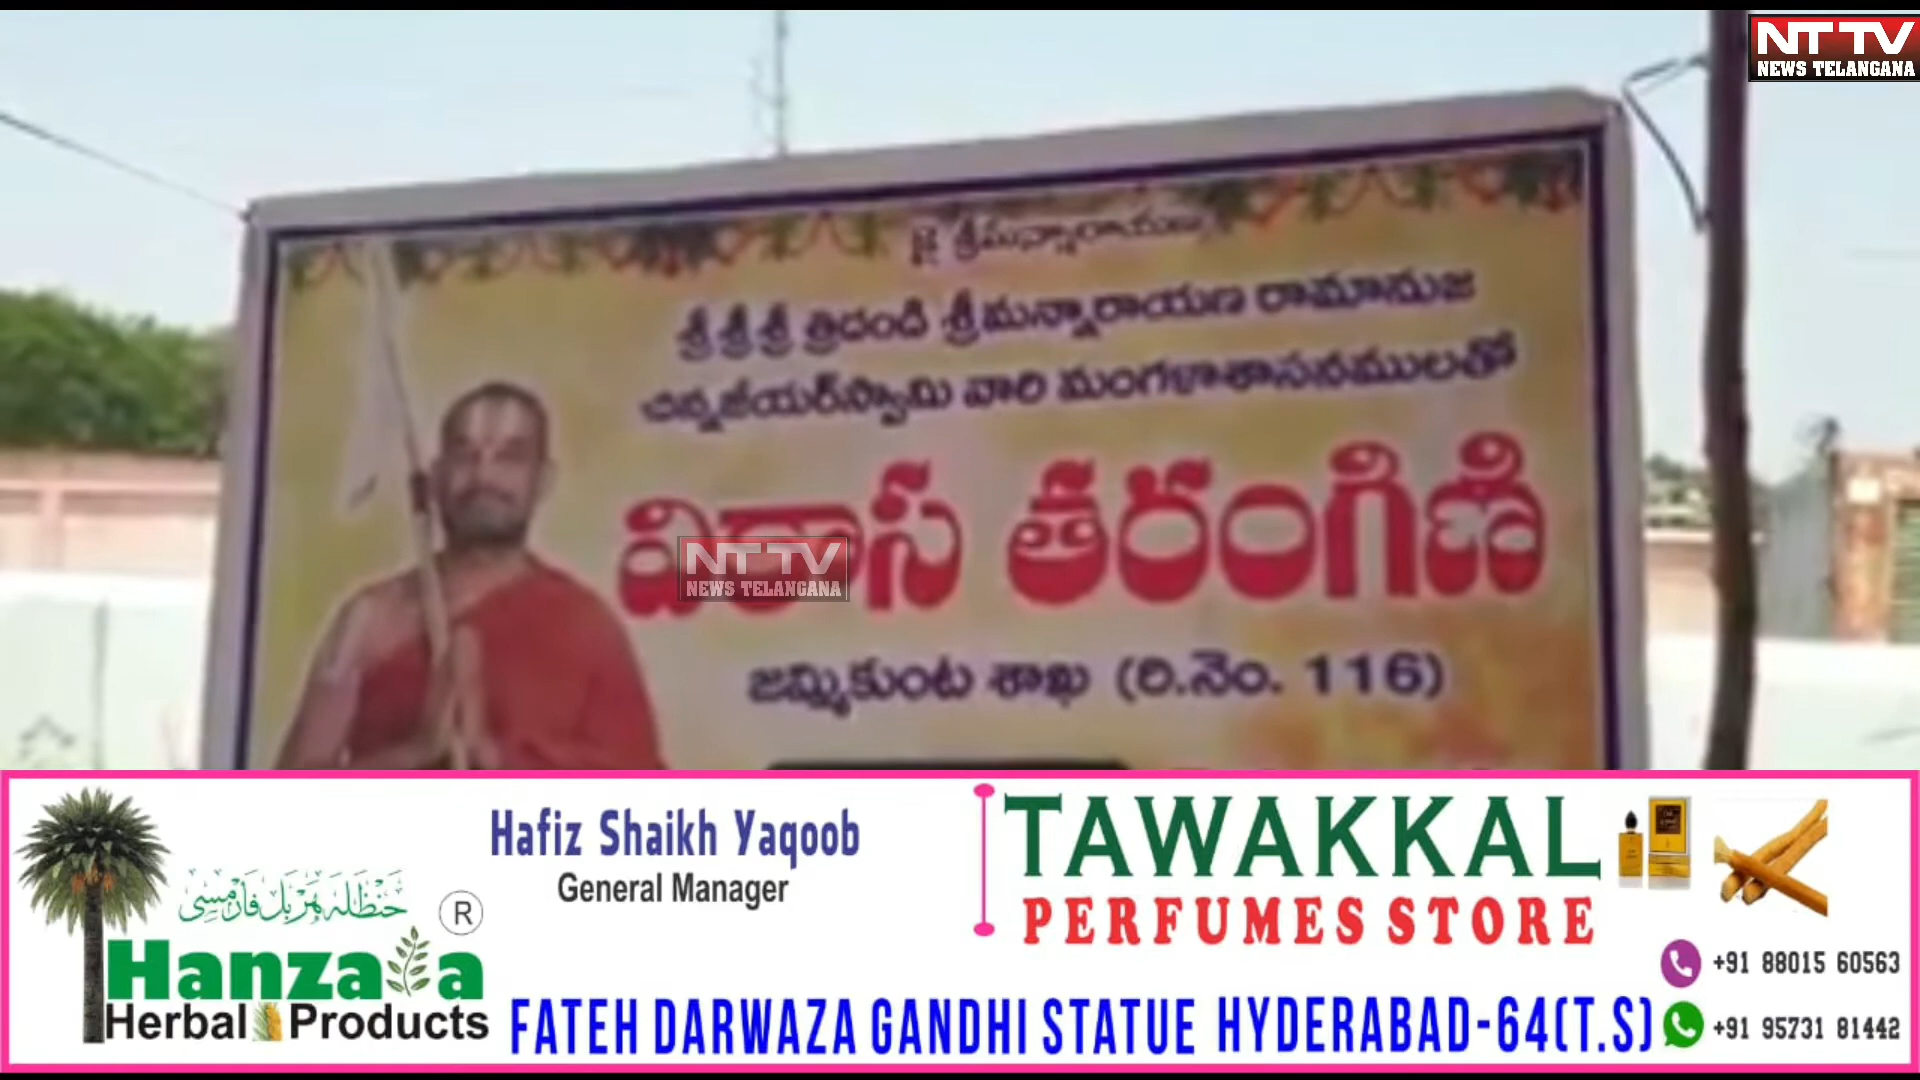 NT TV
NEWS TELANGANA
జై శ్రీమన్నారాయణ
శ్రీ శ్రీ శ్రీ త్రిదండి శ్రీమన్నారాయణ రామానుజ
చిన్నజీయర్‌స్వామి వారి మంగళాశాసనములతో
వికాస తరంగిణి
NT TV
NEWS TELANGANA
జమ్మికుంట శాఖ (రి.నెం. 116)
حنظلہ ہربل فارمیسی
®
Hanzala
Herbal Products
Hafiz Shaikh Yaqoob
General Manager
TAWAKKAL
PERFUMES STORE
+91 88015 60563
FATEH DARWAZA GANDHI STATUE HYDERABAD-64(T.S)
+91 95731 81442